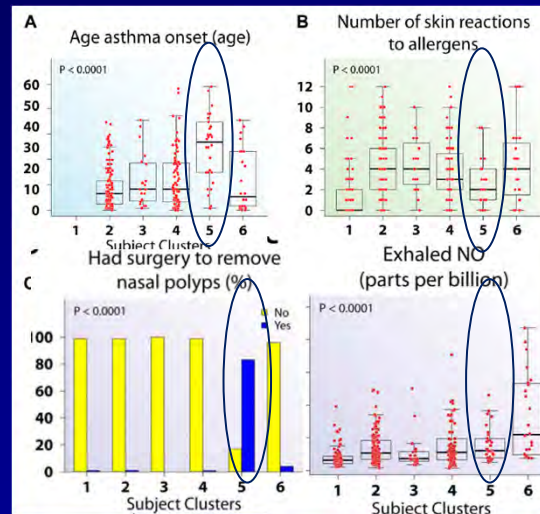 A
Age asthma onset (age)
P < 0.0001
60
50
40
30
20
10
0
1 2 3 4 5 6
Subject Clusters
B
Number of skin reactions
to allergens
P < 0.0001
12
10
8
6
4
2
0
1 2 3 4 5 6
Had surgery to remove
nasal polyps (%)
P < 0.0001
No
Yes
100
80
60
40
20
0
1 2 3 4 5 6
Subject Clusters
Exhaled NO
(parts per billion)
P < 0.0001
1 2 3 4 5 6
Subject Clusters